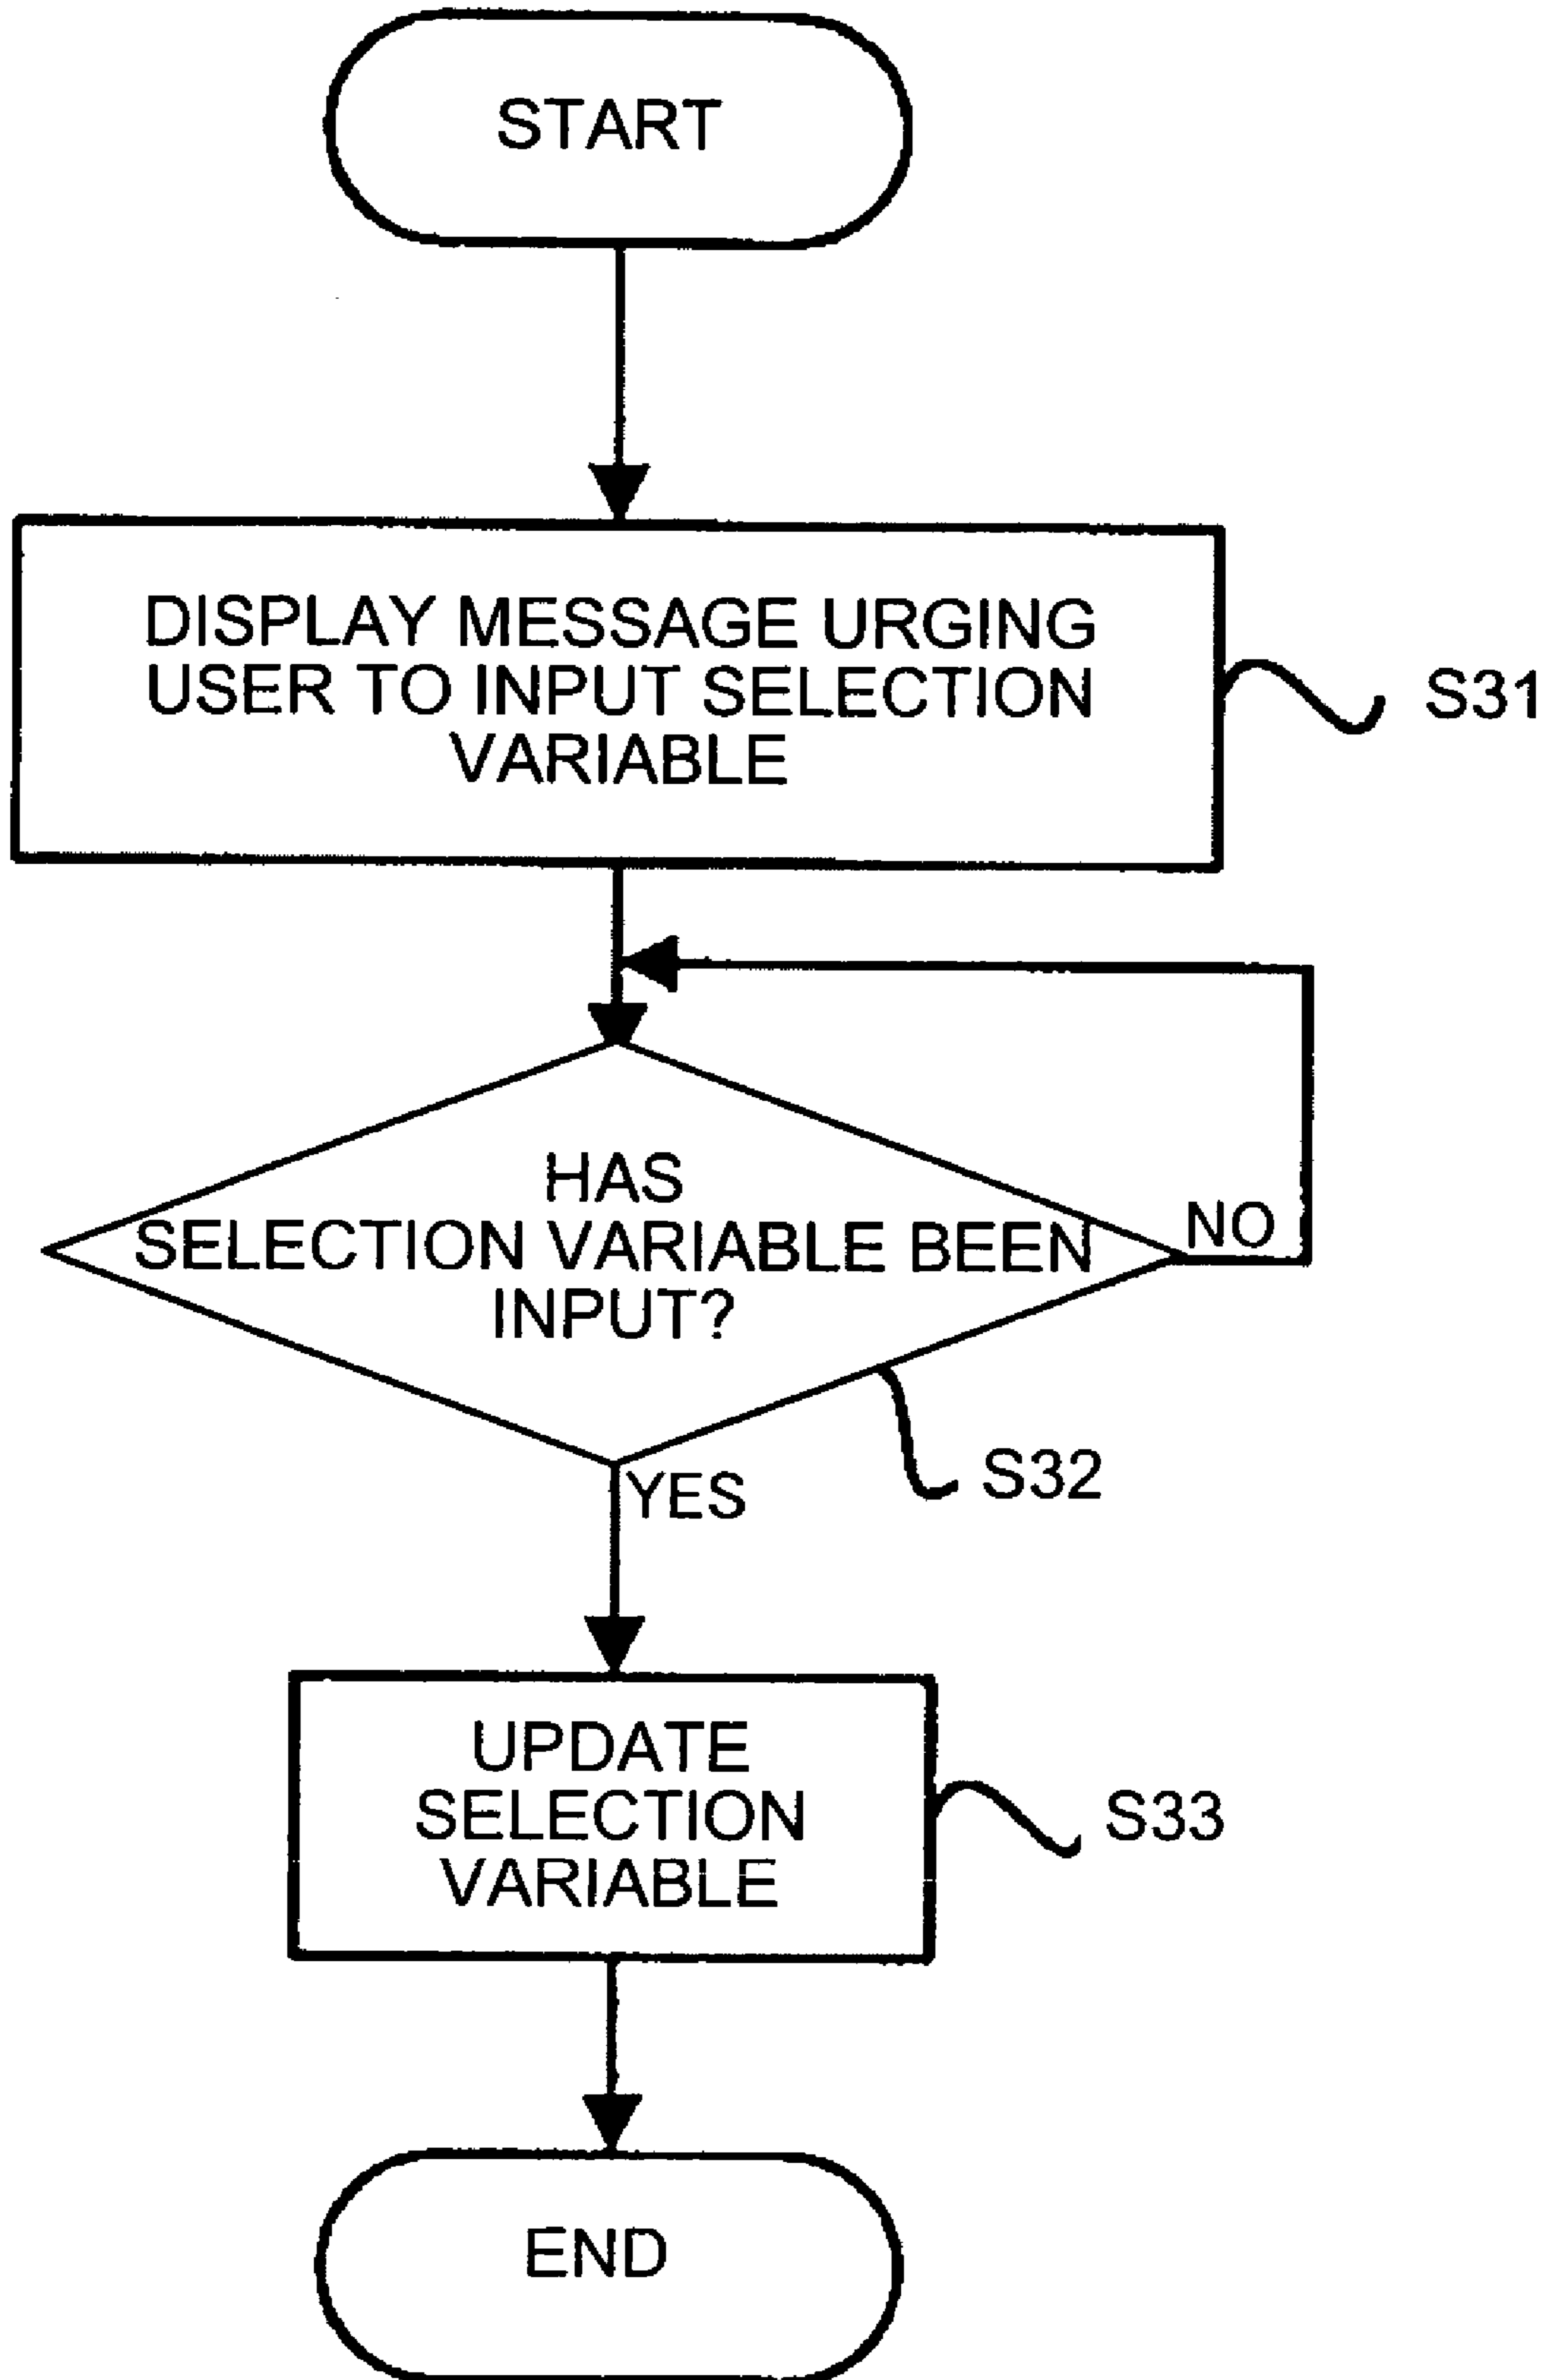 START
DISPLAY MESSAGE URGING
USER TO INPUT SELECTION
VARIABLE
S31
HAS
SELECTION VARIABLE BEEN
INPUT?
NO
S32
YES
UPDATE
SELECTION
VARIABLE
S33
END